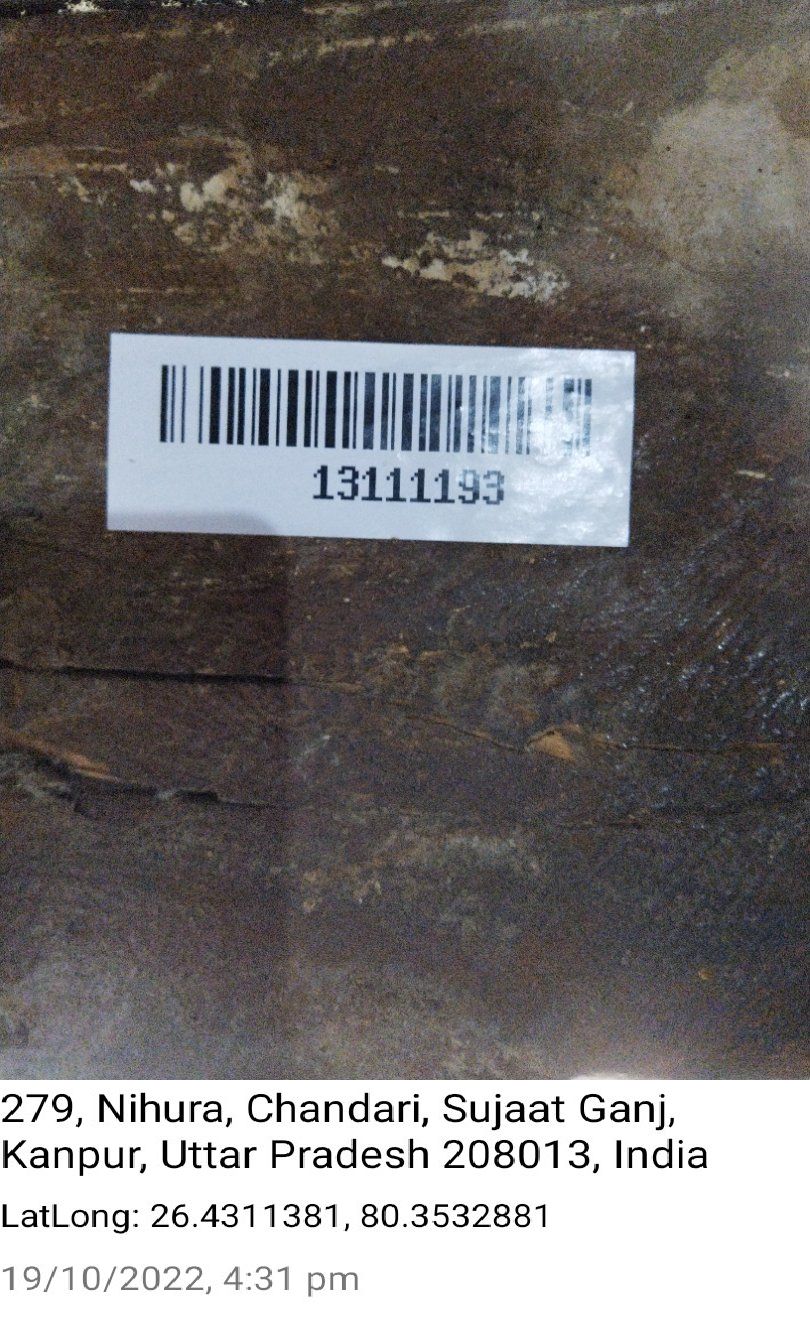 13111193
279, Nihura, Chandari, Sujaat Ganj,
Kanpur, Uttar Pradesh 208013, India
LatLong: 26.4311381, 80.3532881
19/10/2022, 4:31 pm